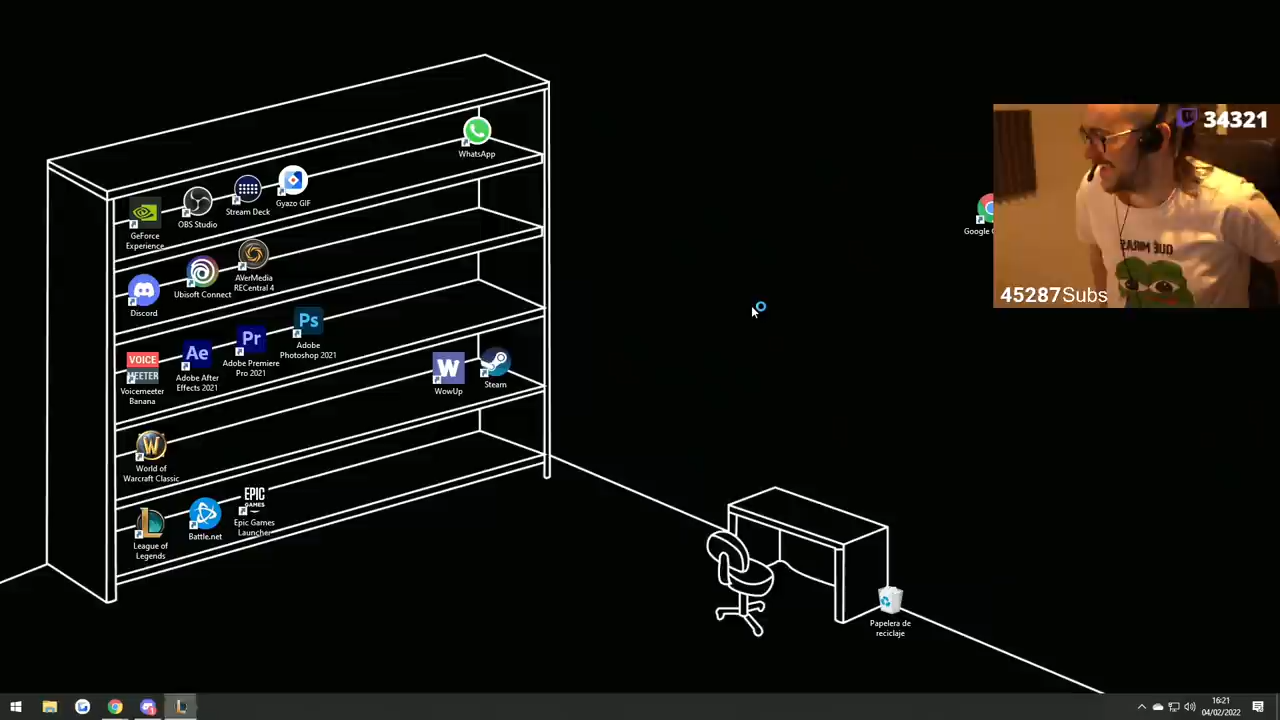 WhatsApp
34321
Gyazo GIF
Stream Deck
OBS Studio
GeForce
Experience
Google
QUÉ MIRAS
AVerMedia
RECentral 4
Ubisoft Connect
Discord
45287Subs
Ps
Adobe
Photoshop 2021
Pr
Adobe Premiere
Pro 2021
Ae
Adobe After
Effects 2021
VOICE
MEETER
Voicemeeter
Banana
W
WowUp
Steam
W
World of
Warcraft Classic
EPIC
GAMES
Epic Games
Launcher
Battle.net
L
League of
Legends
Papelera de
reciclaje
16:21
04/02/2022